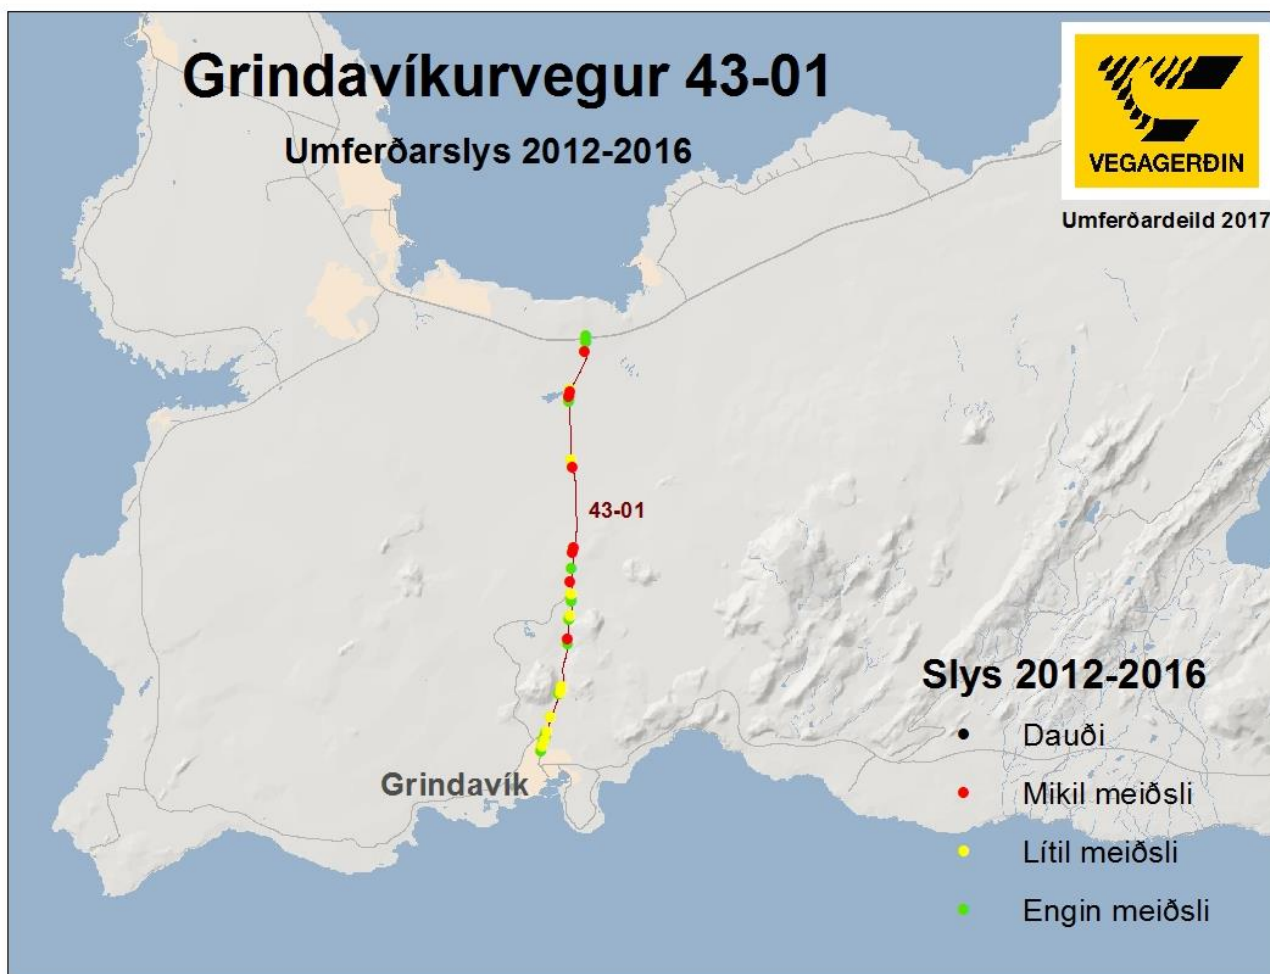 Grindavíkurvegur 43-01
Umferðarslys 2012-2016
VEGAGERÐIN
Umferðardeild 2017
43-01
Grindavík
Slys 2012-2016
Dauði
Mikil meiðsli
Lítil meiðsli
Engin meiðsli